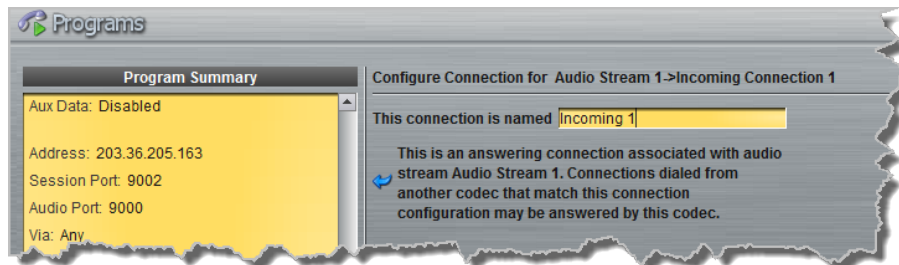 Programs
Program Summary
Aux Data: Disabled
Address: 203.36.205.163
Session Port: 9002
Audio Port: 9000
Via: Any
Configure Connection for Audio Stream 1->Incoming Connection 1
This connection is named Incoming 1
This is an answering connection associated with audio
stream Audio Stream 1. Connections dialed from
another codec that match this connection
configuration may be answered by this codec.